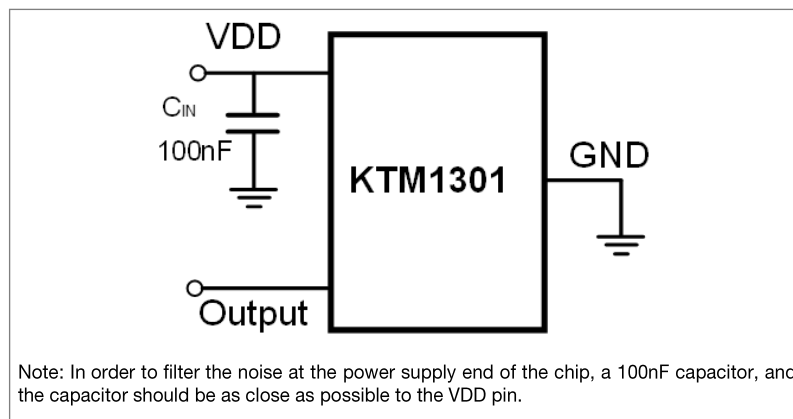 VDD
CIN
100nF
KTM1301
GND
Output
Note: In order to filter the noise at the power supply end of the chip, a 100nF capacitor, and
the capacitor should be as close as possible to the VDD pin.